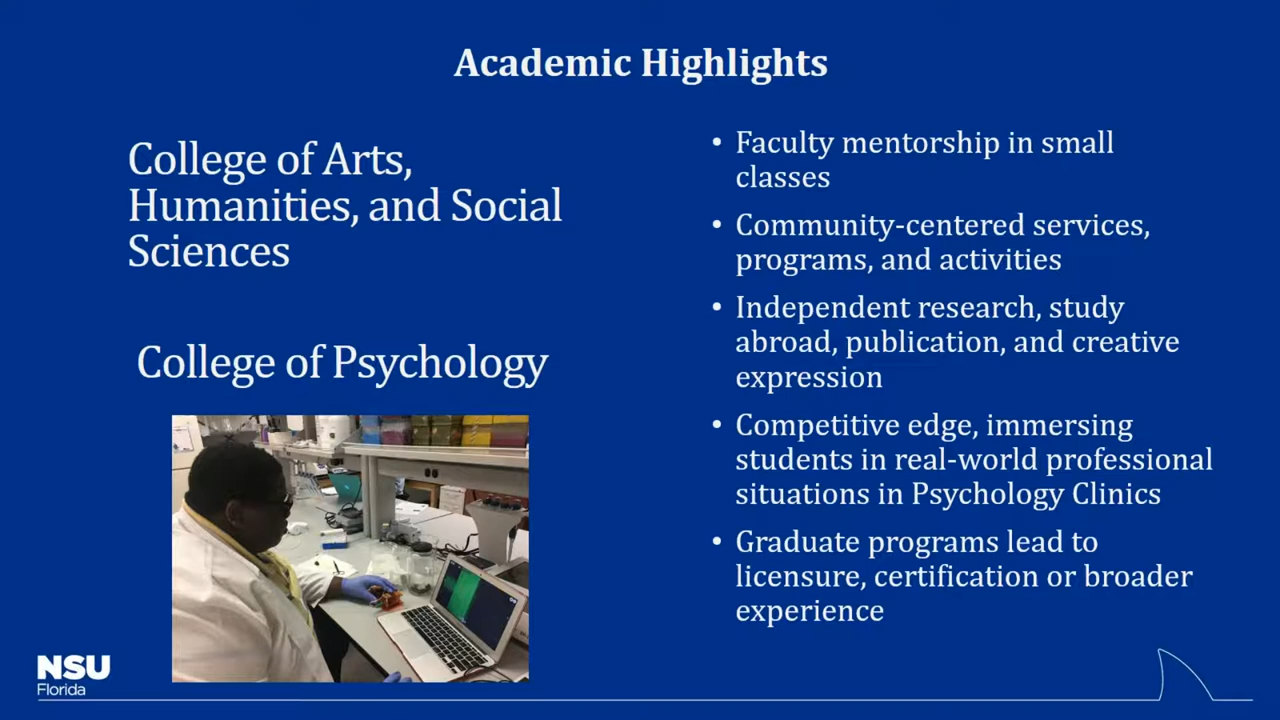 Academic Highlights
College of Arts,
Humanities, and Social
Sciences
College of Psychology
• Faculty mentorship in small
classes
• Community-centered services,
programs, and activities
• Independent research, study
abroad, publication, and creative
expression
• Competitive edge, immersing
students in real-world professional
situations in Psychology Clinics
• Graduate programs lead to
licensure, certification or broader
experience
NSU
Florida